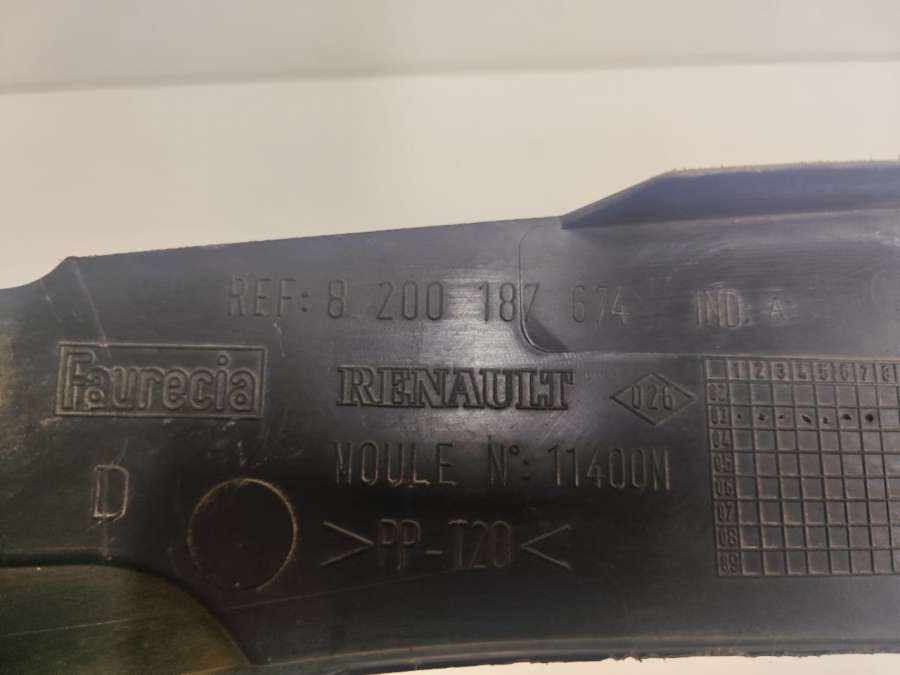 REF: 8 200 187 674 IND. A
Faurecia
RENAULT
026
MOULE N°: 11400N
D
>PP-T20<
1 2 3 4 5 6 7 8
02
03
04
05
06
07
08
09